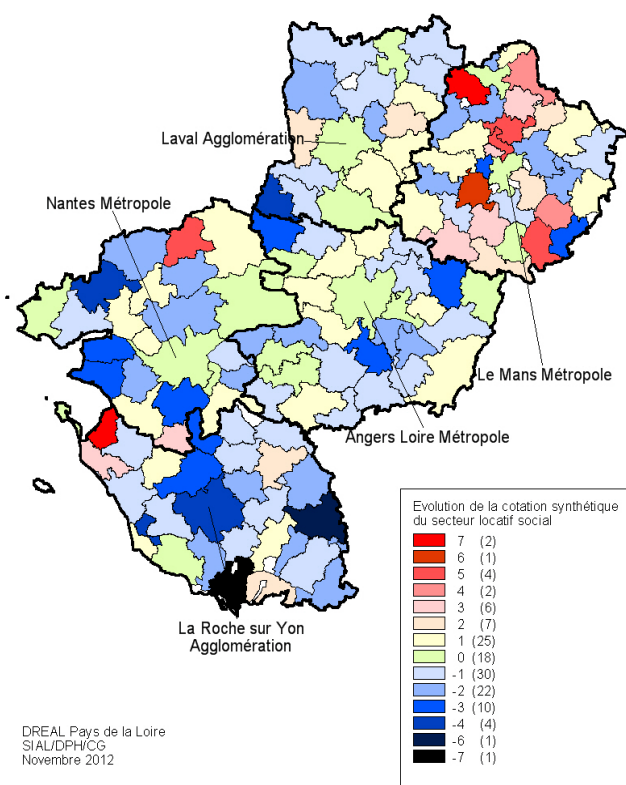 Laval Agglomération
Nantes Métropole
Le Mans Métropole
Angers Loire Métropole
La Roche sur Yon
Agglomération
Evolution de la cotation synthétique
du secteur locatif social
7 (2)
6 (1)
5 (4)
4 (2)
3 (6)
2 (7)
1 (25)
0 (18)
-1 (30)
-2 (22)
-3 (10)
-4 (4)
-6 (1)
-7 (1)
DREAL Pays de la Loire
SIAL/DPH/CG
Novembre 2012